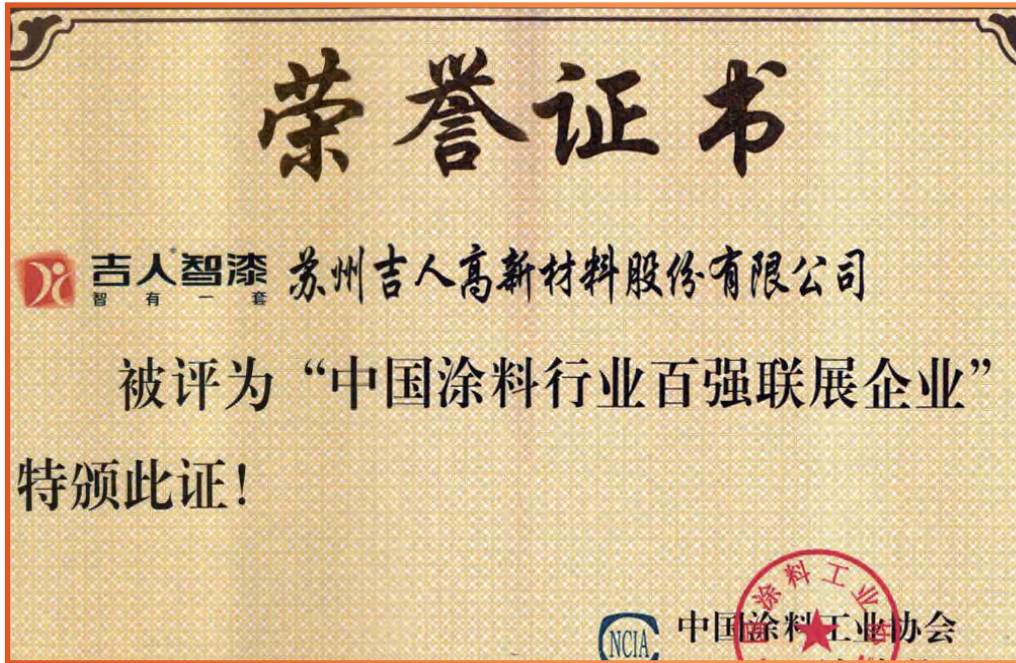 荣誉证书
吉人智漆® 苏州吉人高新材料股份有限公司
智有一套
被评为“中国涂料行业百强联展企业”
特颁此证!
涂料工业
NCIA 中国涂料工业协会